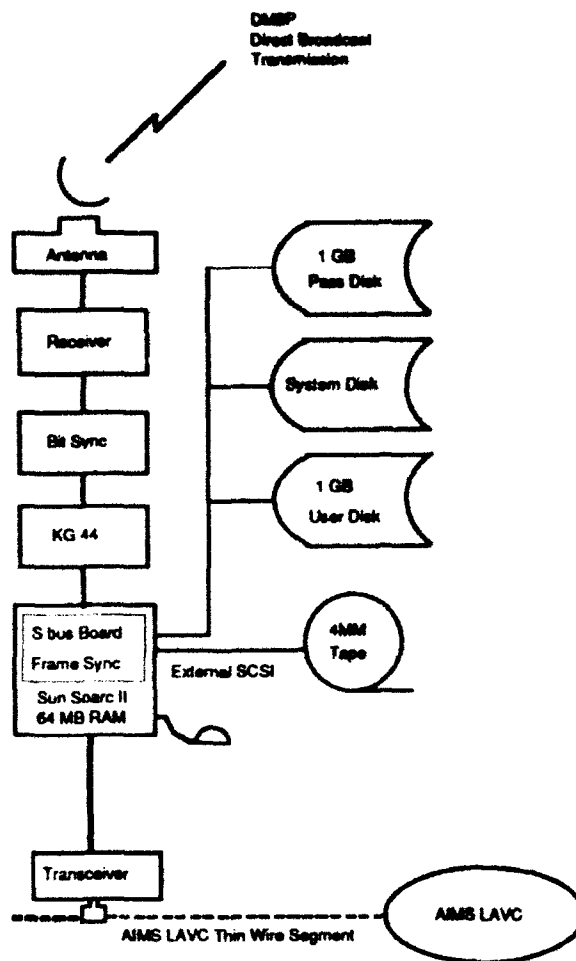 DMSP
Direct Broadcast
Transmission
Antenna
Receiver
Bit Sync
KG 44
S bus Board
Frame Sync
Sun Sparc II
64 MB RAM
1 GB
Pass Disk
System Disk
1 GB
User Disk
4MM
Tape
External SCSI
Transceiver
AIMS LAVC Thin Wire Segment
AIMS LAVC